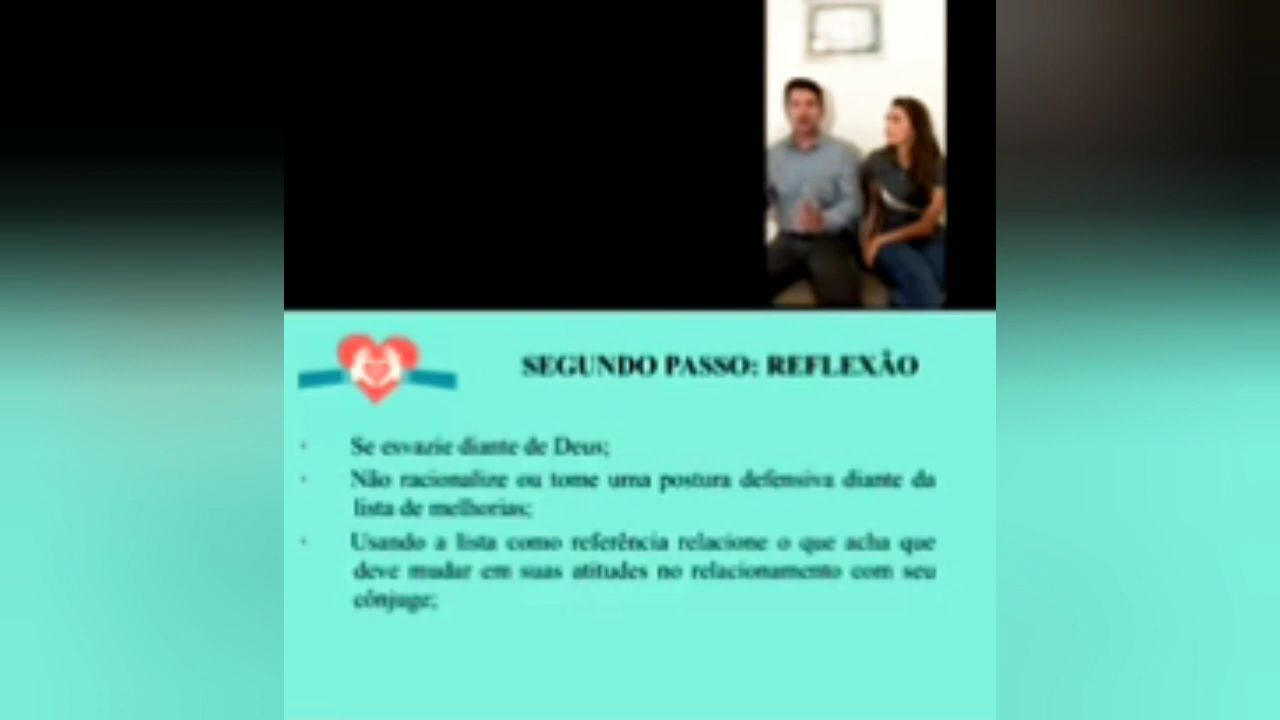 SEGUNDO PASSO: REFLEXÃO
· Se esvazie diante de Deus;
· Não racionalize ou tome uma postura defensiva diante da
lista de melhorias;
· Usando a lista como referência relacione o que acha que
deve mudar em suas atitudes no relacionamento com seu
cônjuge;